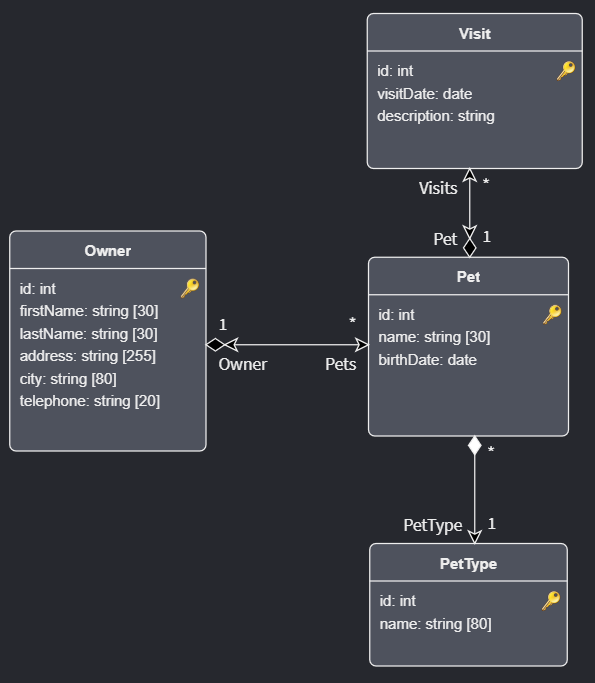 Visit
id: int
visitDate: date
description: string
Visits
*
Pet
1
Owner
id: int
firstName: string [30]
lastName: string [30]
address: string [255]
city: string [80]
telephone: string [20]
1
*
Owner
Pets
Pet
id: int
name: string [30]
birthDate: date
*
PetType
1
PetType
id: int
name: string [80]